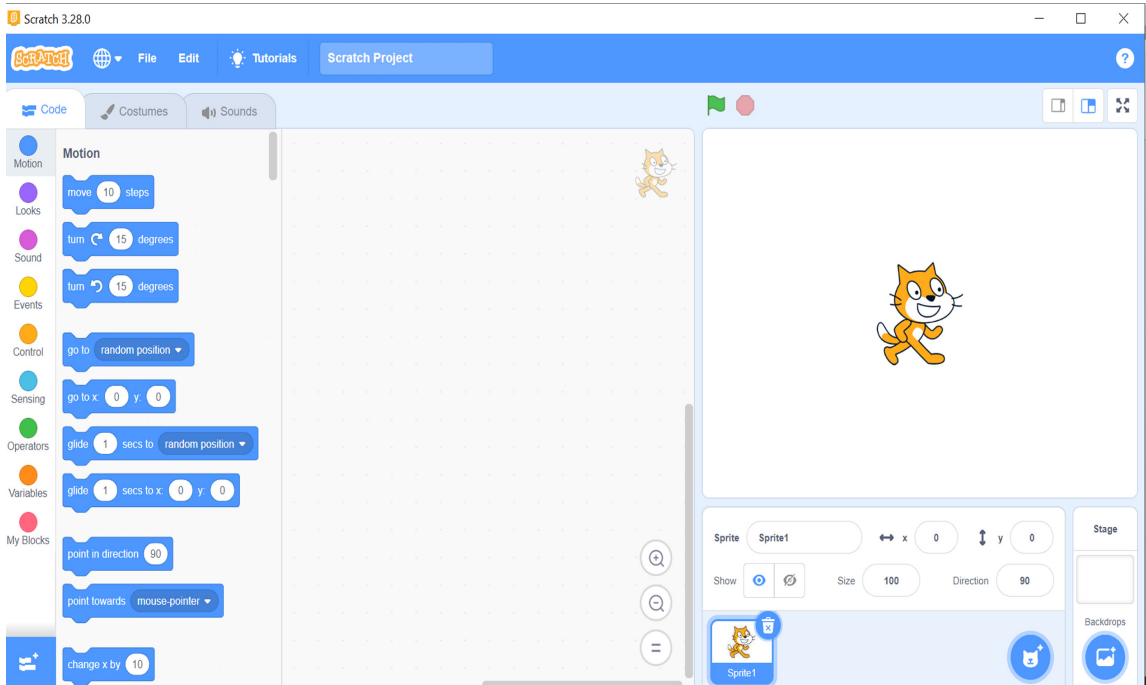 Scratch 3.28.0
SCRATCH File Edit Tutorials Scratch Project ?
Code Costumes Sounds
Motion
Looks
Sound
Events
Control
Sensing
Operators
Variables
My Blocks
Motion
move 10 steps
turn 15 degrees
turn 15 degrees
go to random position
go to x: 0 y: 0
glide 1 secs to random position
glide 1 secs to x: 0 y: 0
point in direction 90
point towards mouse-pointer
change x by 10
Sprite Sprite1 x 0 y 0
Show Size 100 Direction 90
Sprite1
Stage
Backdrops